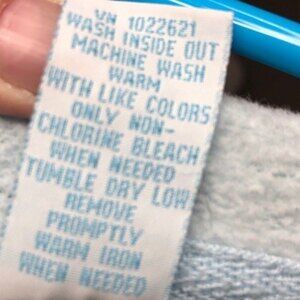 VN 1022621
WASH INSIDE OUT
MACHINE WASH
WARM
WITH LIKE COLORS
ONLY NON-
CHLORINE BLEACH
WHEN NEEDED
TUMBLE DRY LOW
REMOVE
PROMPTLY
WARM IRON
WHEN NEEDED